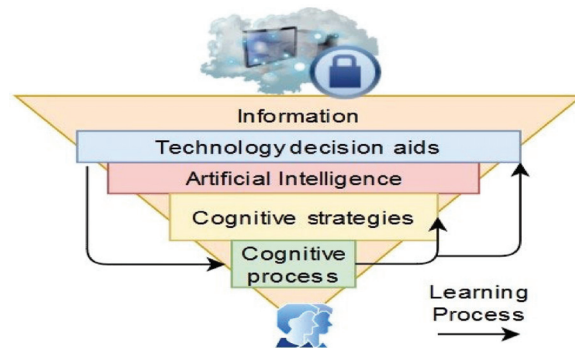 Information
Technology decision aids
Artificial Intelligence
Cognitive strategies
Cognitive
process
Learning
Process